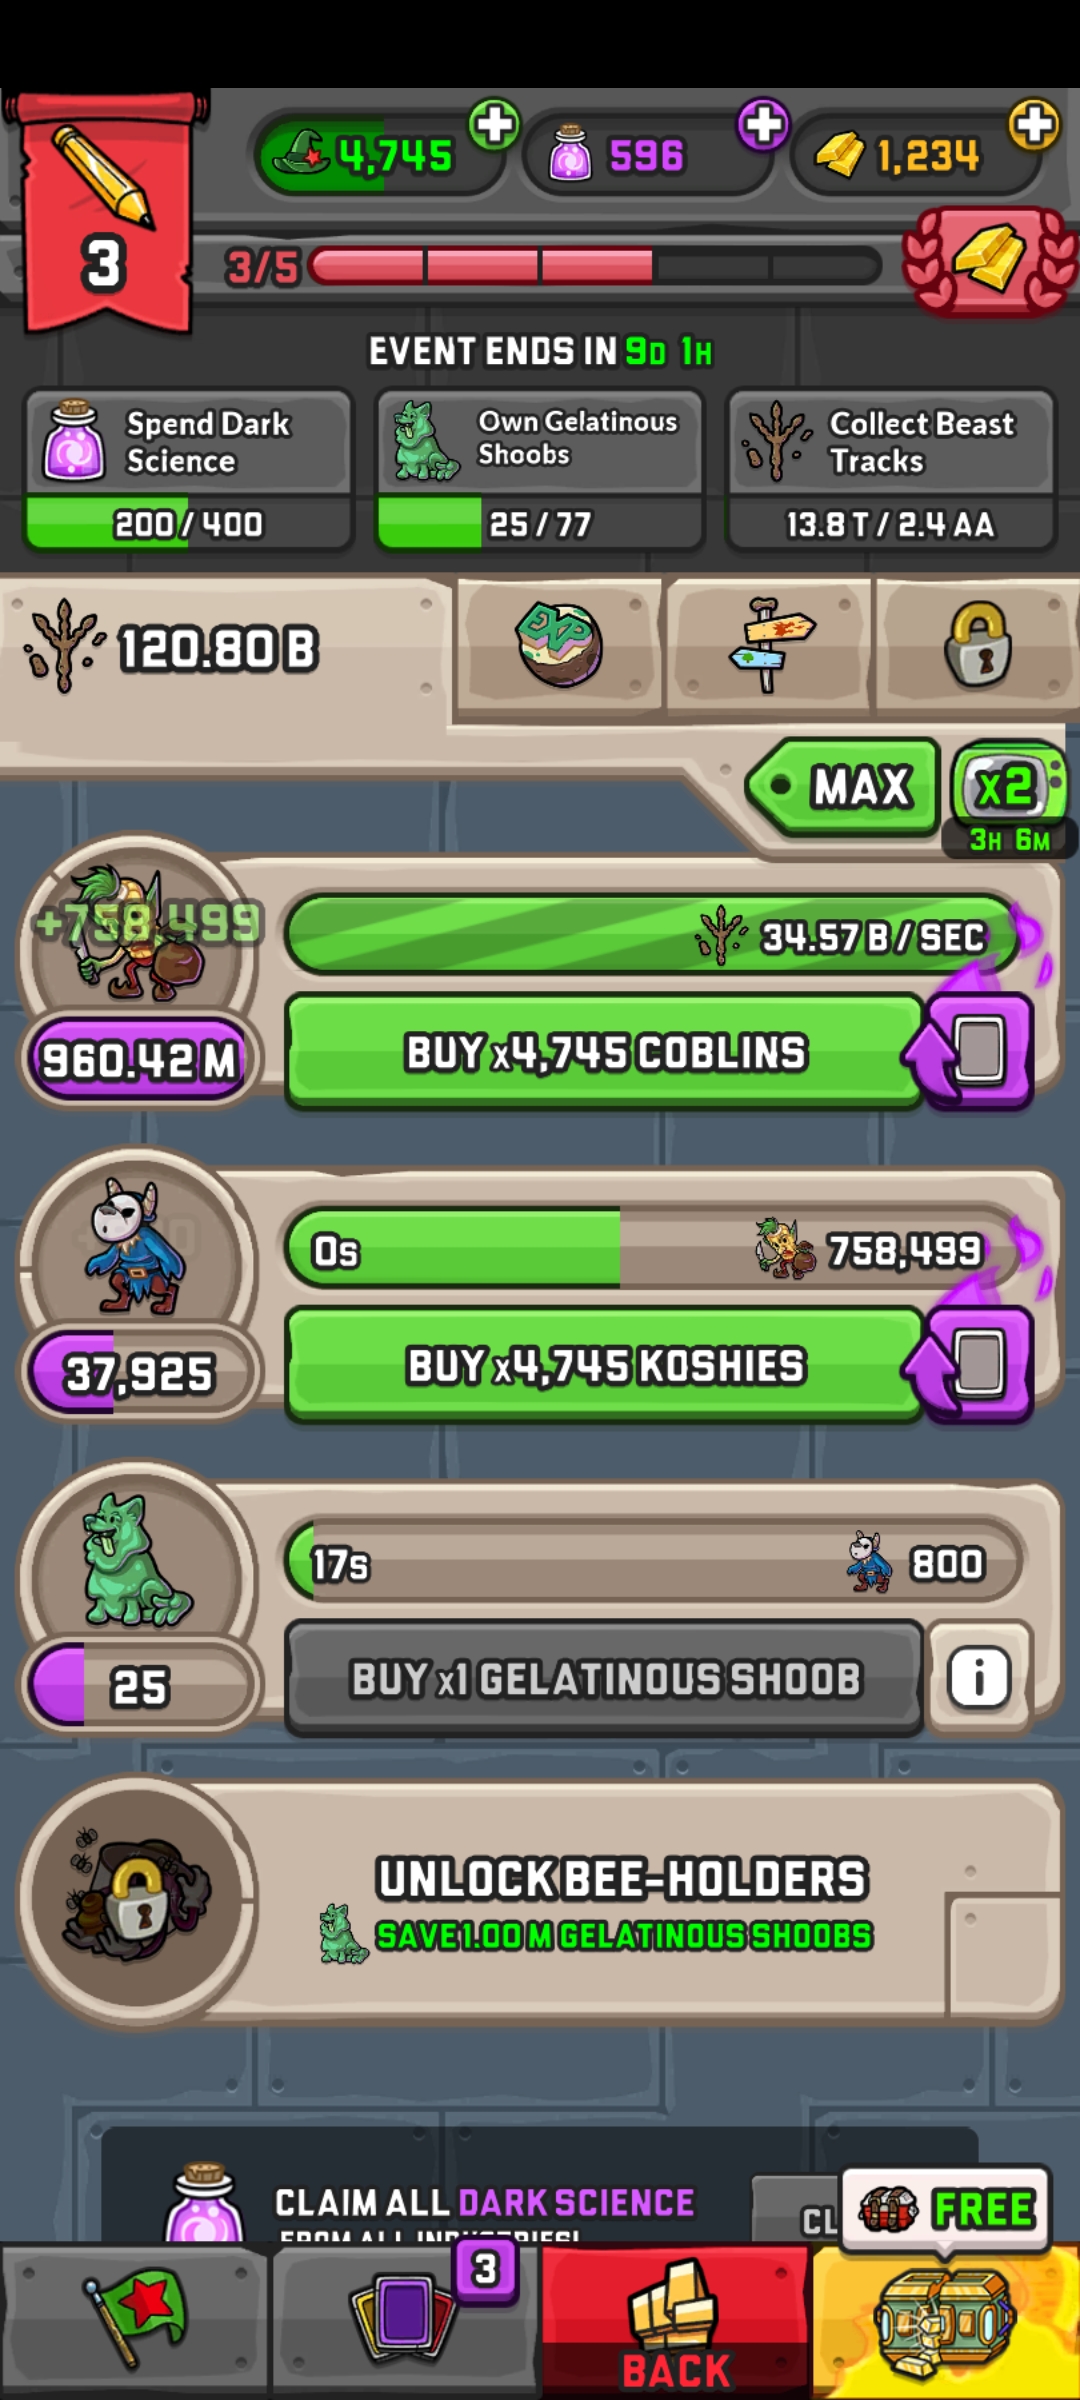 4,745
596
1,234
3
3/5
EVENT ENDS IN 9D 1H
Spend Dark
Science
200 / 400
Own Gelatinous
Shoobs
25 / 77
Collect Beast
Tracks
13.8 T / 2.4 AA
120.80 B
EXP
MAX
x2
3H 6M
+758,499
34.57 B / SEC
960.42 M
BUY x4,745 COBLINS
0s
758,499
37,925
BUY x4,745 KOSHIES
17s
800
25
BUY x1 GELATINOUS SHOOB
i
UNLOCK BEE-HOLDERS
SAVE 1.00 M GELATINOUS SHOOBS
CLAIM ALL DARK SCIENCE
FROM ALL INDUSTRIES!
CL
FREE
3
BACK